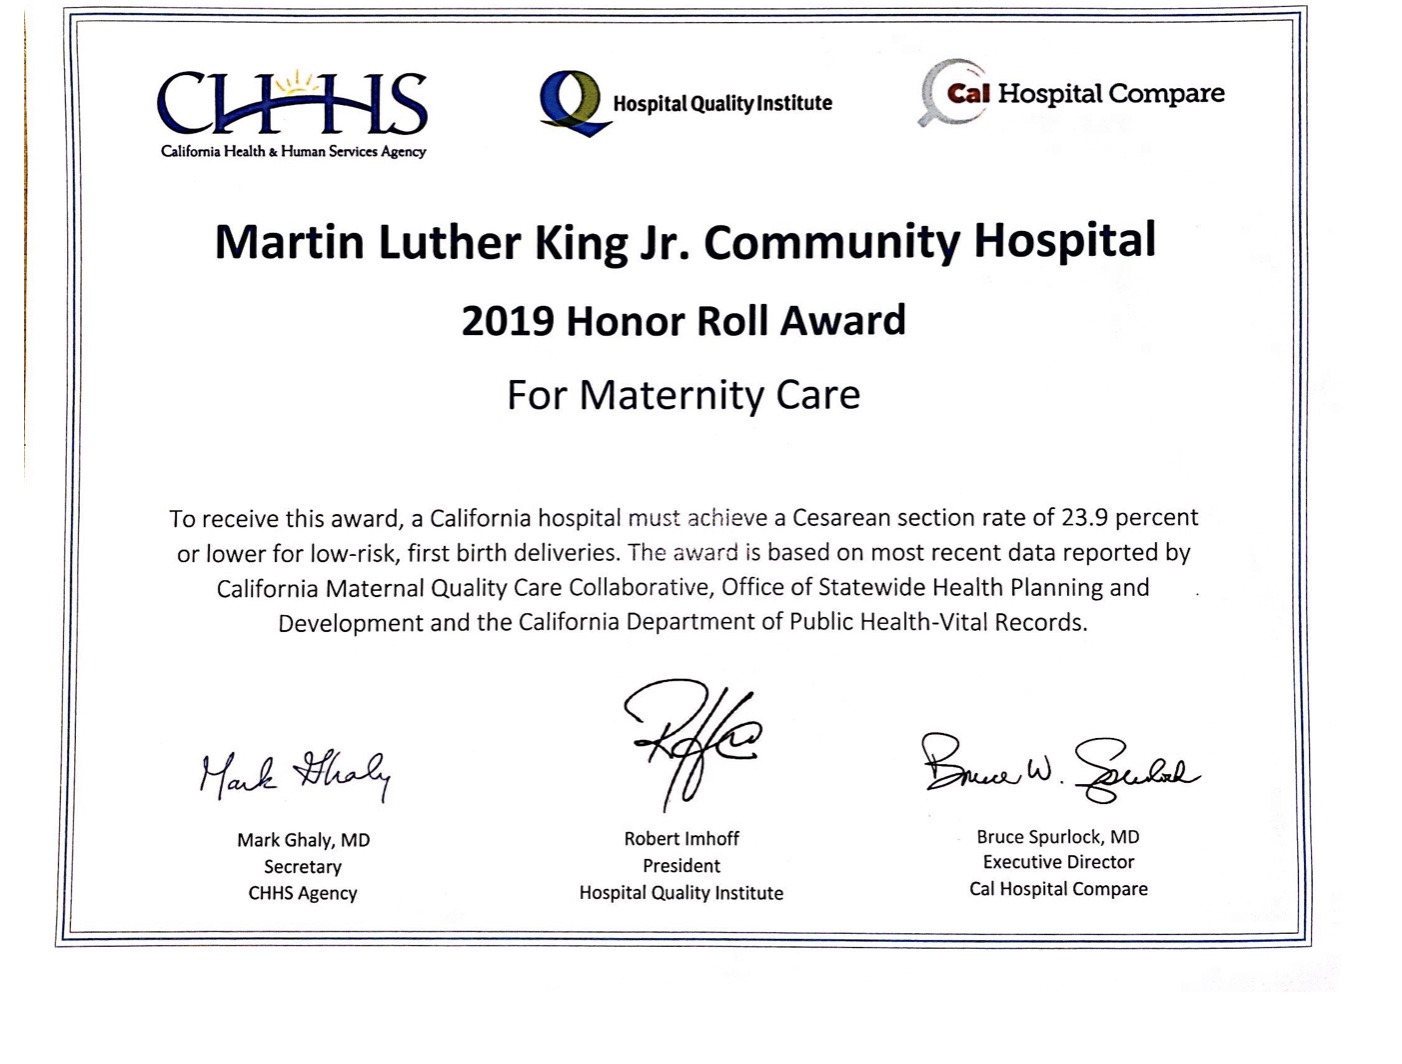 CHHS
California Health & Human Services Agency
Hospital Quality Institute
Cal Hospital Compare
Martin Luther King Jr. Community Hospital
2019 Honor Roll Award
For Maternity Care
To receive this award, a California hospital must achieve a Cesarean section rate of 23.9 percent
or lower for low-risk, first birth deliveries. The award is based on most recent data reported by
California Maternal Quality Care Collaborative, Office of Statewide Health Planning and
Development and the California Department of Public Health-Vital Records.
Mark Ghaly
Bruce W. Spurlock
Mark Ghaly, MD
Secretary
CHHS Agency
Robert Imhoff
President
Hospital Quality Institute
Bruce Spurlock, MD
Executive Director
Cal Hospital Compare